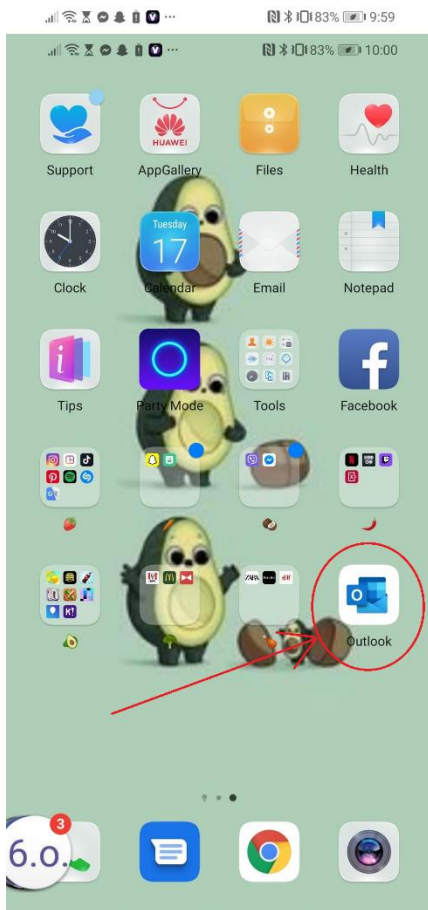 83% 9:59
83% 10:00
HUAWEI
Support AppGallery Files Health
Tuesday
17
Clock Calendar Email Notepad
Tips Party Mode Tools Facebook
ZARA H&M
Outlook
3
6.o.